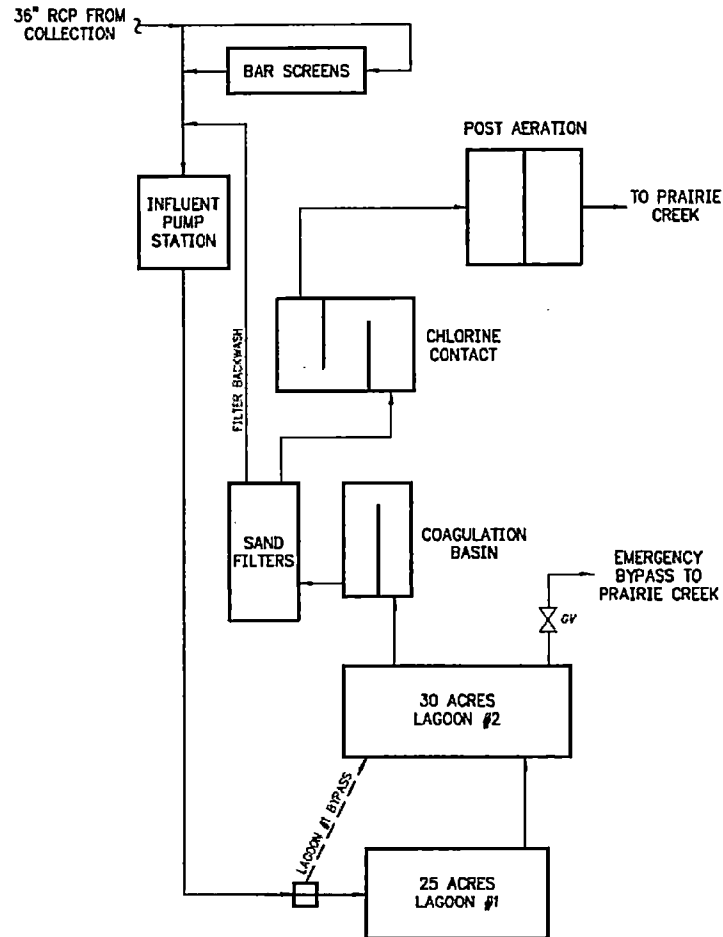 36" RCP FROM
COLLECTION
BAR SCREENS
POST AERATION
INFLUENT
PUMP
STATION
TO PRAIRIE
CREEK
CHLORINE
CONTACT
FILTER BACKWASH
SAND
FILTERS
COAGULATION
BASIN
EMERGENCY
BYPASS TO
PRAIRIE CREEK
GV
30 ACRES
LAGOON #2
LAGOON #1 BYPASS
25 ACRES
LAGOON #1